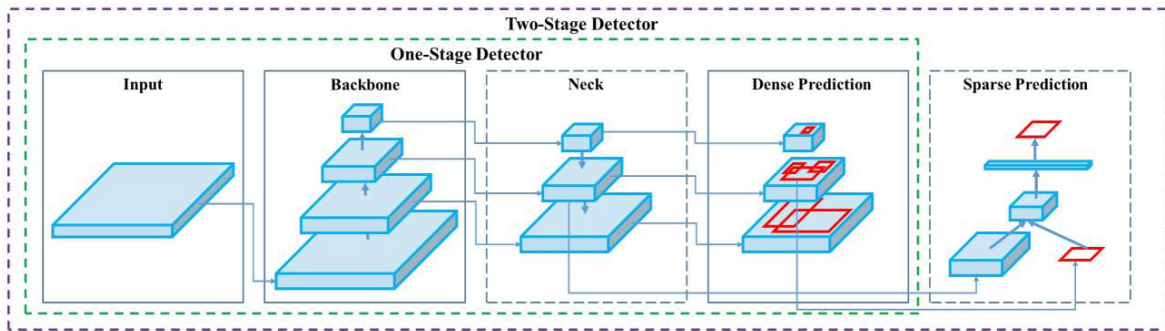 Two-Stage Detector
One-Stage Detector
Input
Backbone
Neck
Dense Prediction
Sparse Prediction